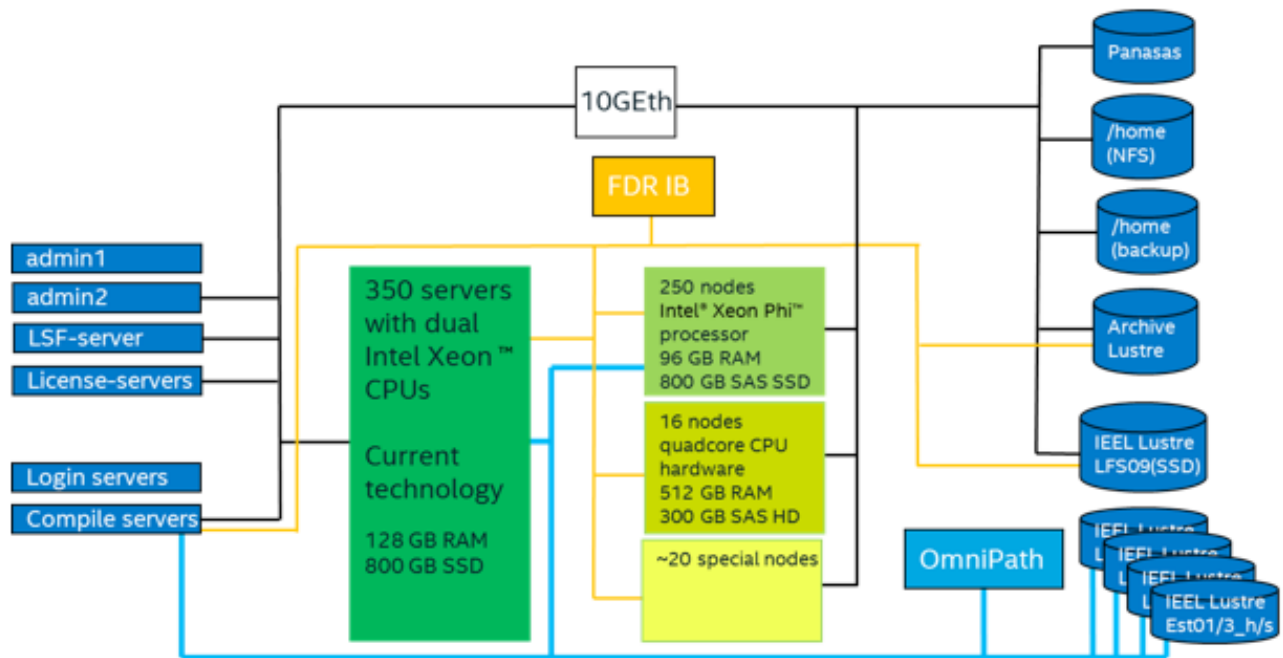 10GEth
FDR IB
admin1
admin2
LSF-server
License-servers
Login servers
Compile servers
350 servers
with dual
Intel Xeon™
CPUs
Current
technology
128 GB RAM
800 GB SSD
250 nodes
Intel® Xeon Phi™
processor
96 GB RAM
800 GB SAS SSD
16 nodes
quadcore CPU
hardware
512 GB RAM
300 GB SAS HD
~20 special nodes
OmniPath
Panasas
/home
(NFS)
/home
(backup)
Archive
Lustre
IEEL Lustre
LFS09(SSD)
IEEL Lustre
L
IEEL Lustre
L
IEEL Lustre
L
IEEL Lustre
Est01/3_h/s